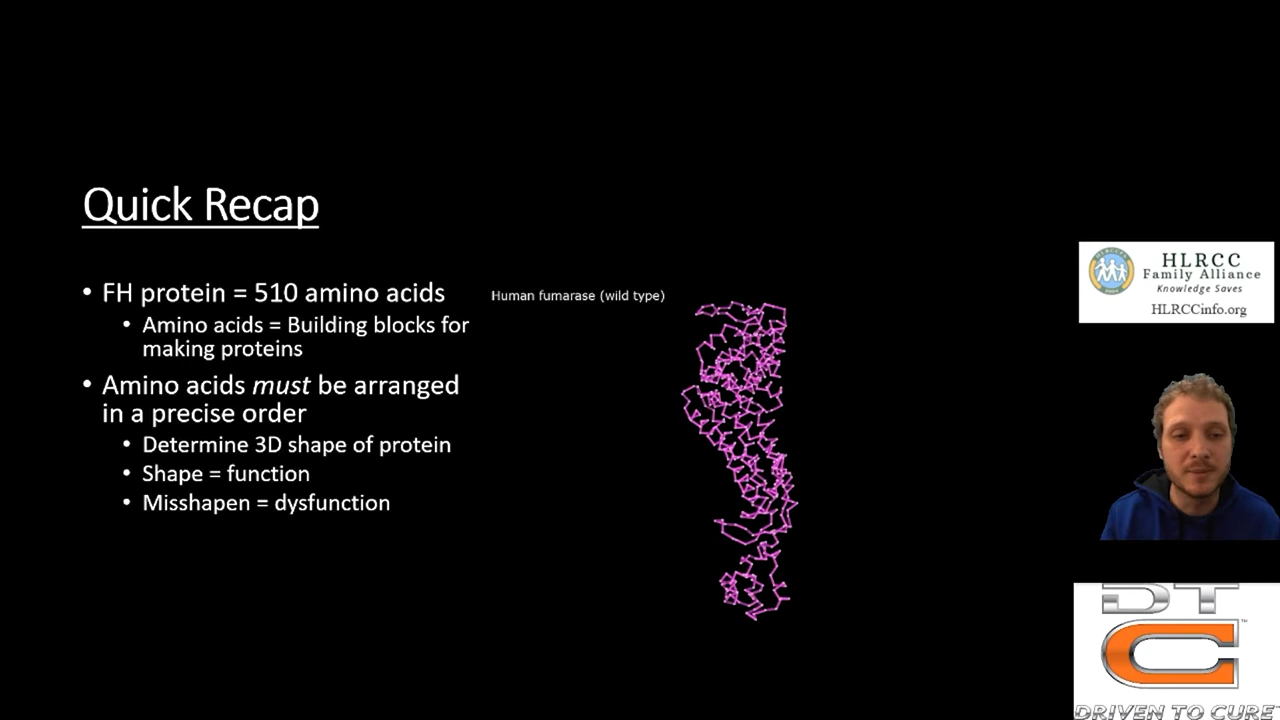 Quick Recap
• FH protein = 510 amino acids
• Amino acids = Building blocks for
making proteins
• Amino acids must be arranged
in a precise order
• Determine 3D shape of protein
• Shape = function
• Misshapen = dysfunction
Human fumarase (wild type)
HLRCC
Family Alliance
Knowledge Saves
HLRCCinfo.org
DT
C™
DRIVEN TO CURE